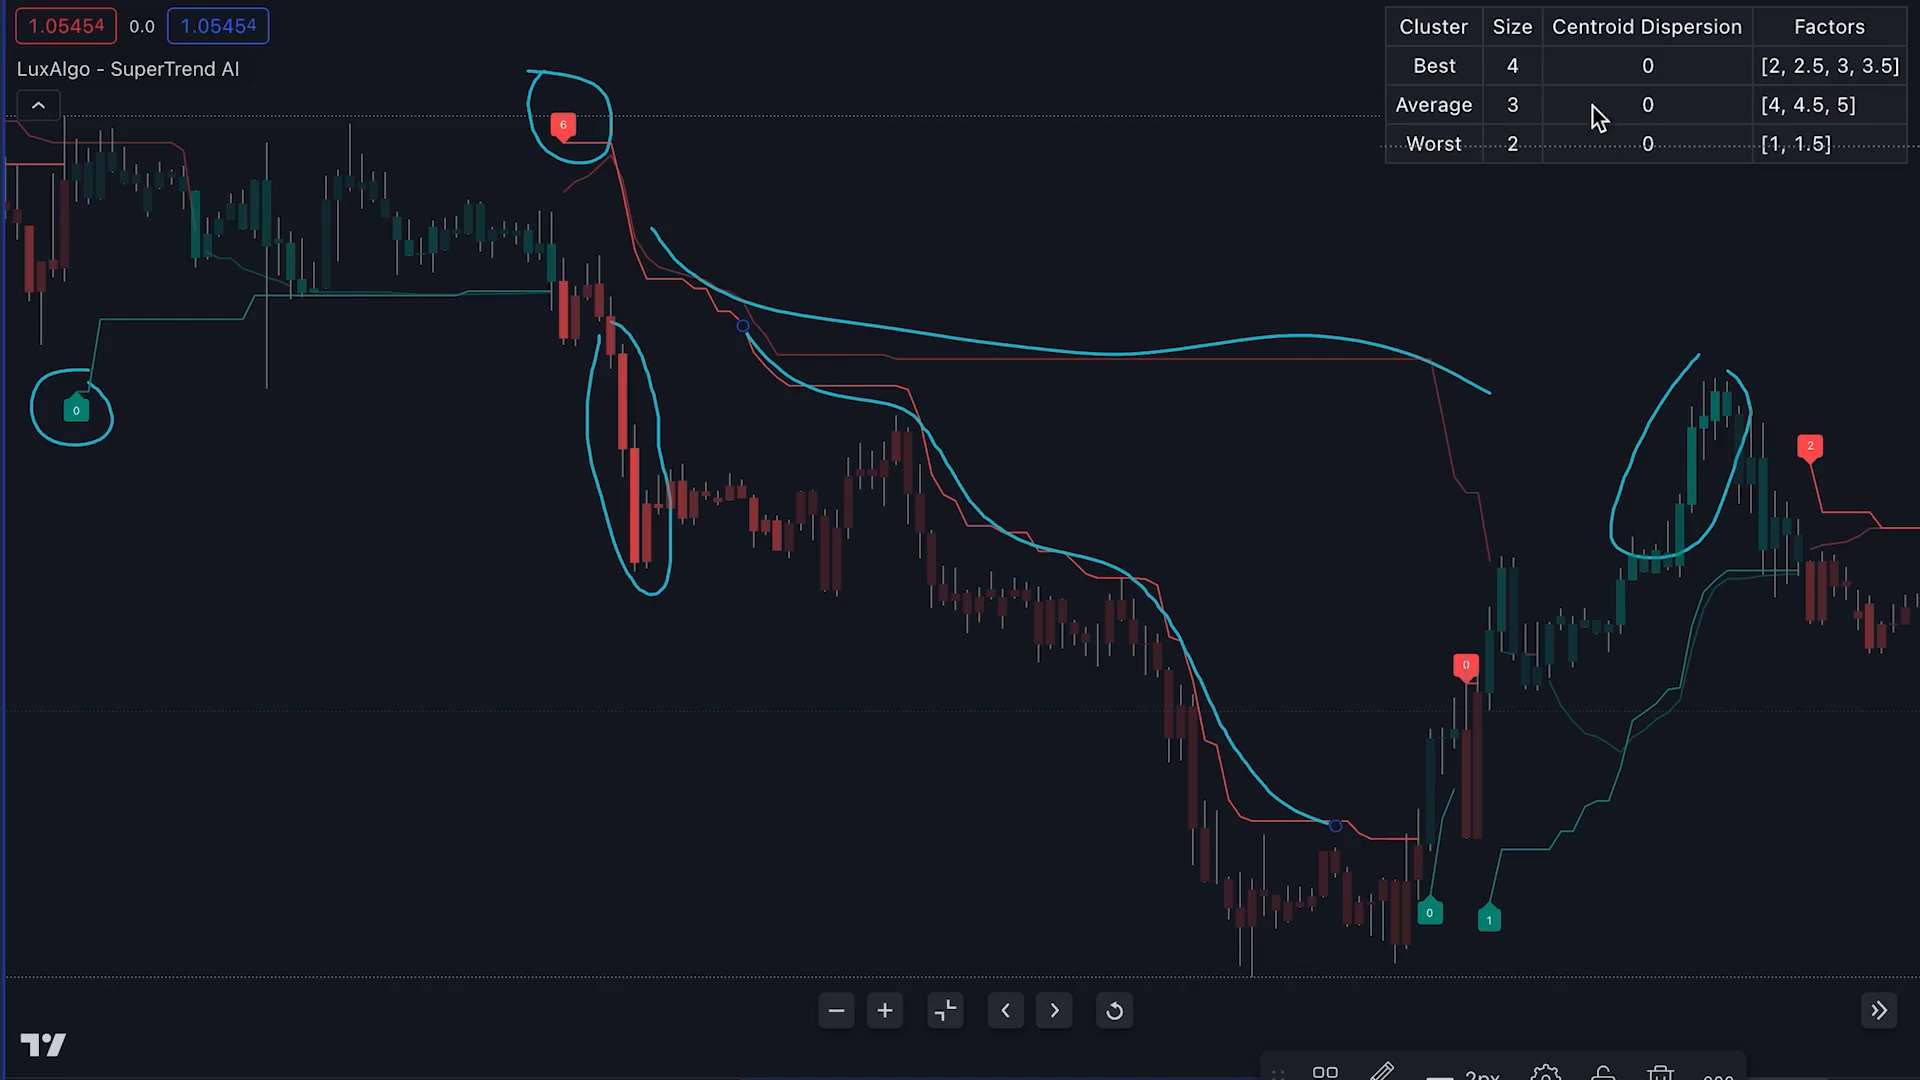 1.05454 0.0 1.05454
LuxAlgo - SuperTrend AI
Cluster Size Centroid Dispersion Factors
Best 4 0 [2, 2.5, 3, 3.5]
Average 3 0 [4, 4.5, 5]
Worst 2 0 [1, 1.5]
6
0
2
0
0
1
2px